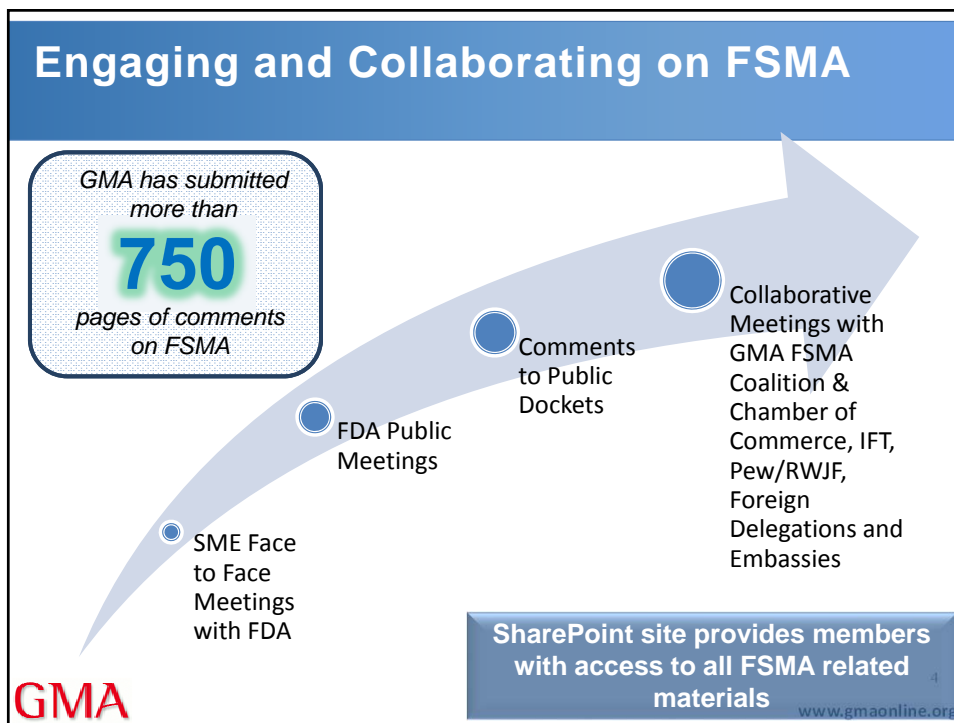 Engaging and Collaborating on FSMA
GMA has submitted
more than
750
pages of comments
on FSMA
SME Face
to Face
Meetings
with FDA
FDA Public
Meetings
Comments
to Public
Dockets
Collaborative
Meetings with
GMA FSMA
Coalition &
Chamber of
Commerce, IFT,
Pew/RWJF,
Foreign
Delegations and
Embassies
SharePoint site provides members
with access to all FSMA related
materials
4
www.gmaonline.org
GMA